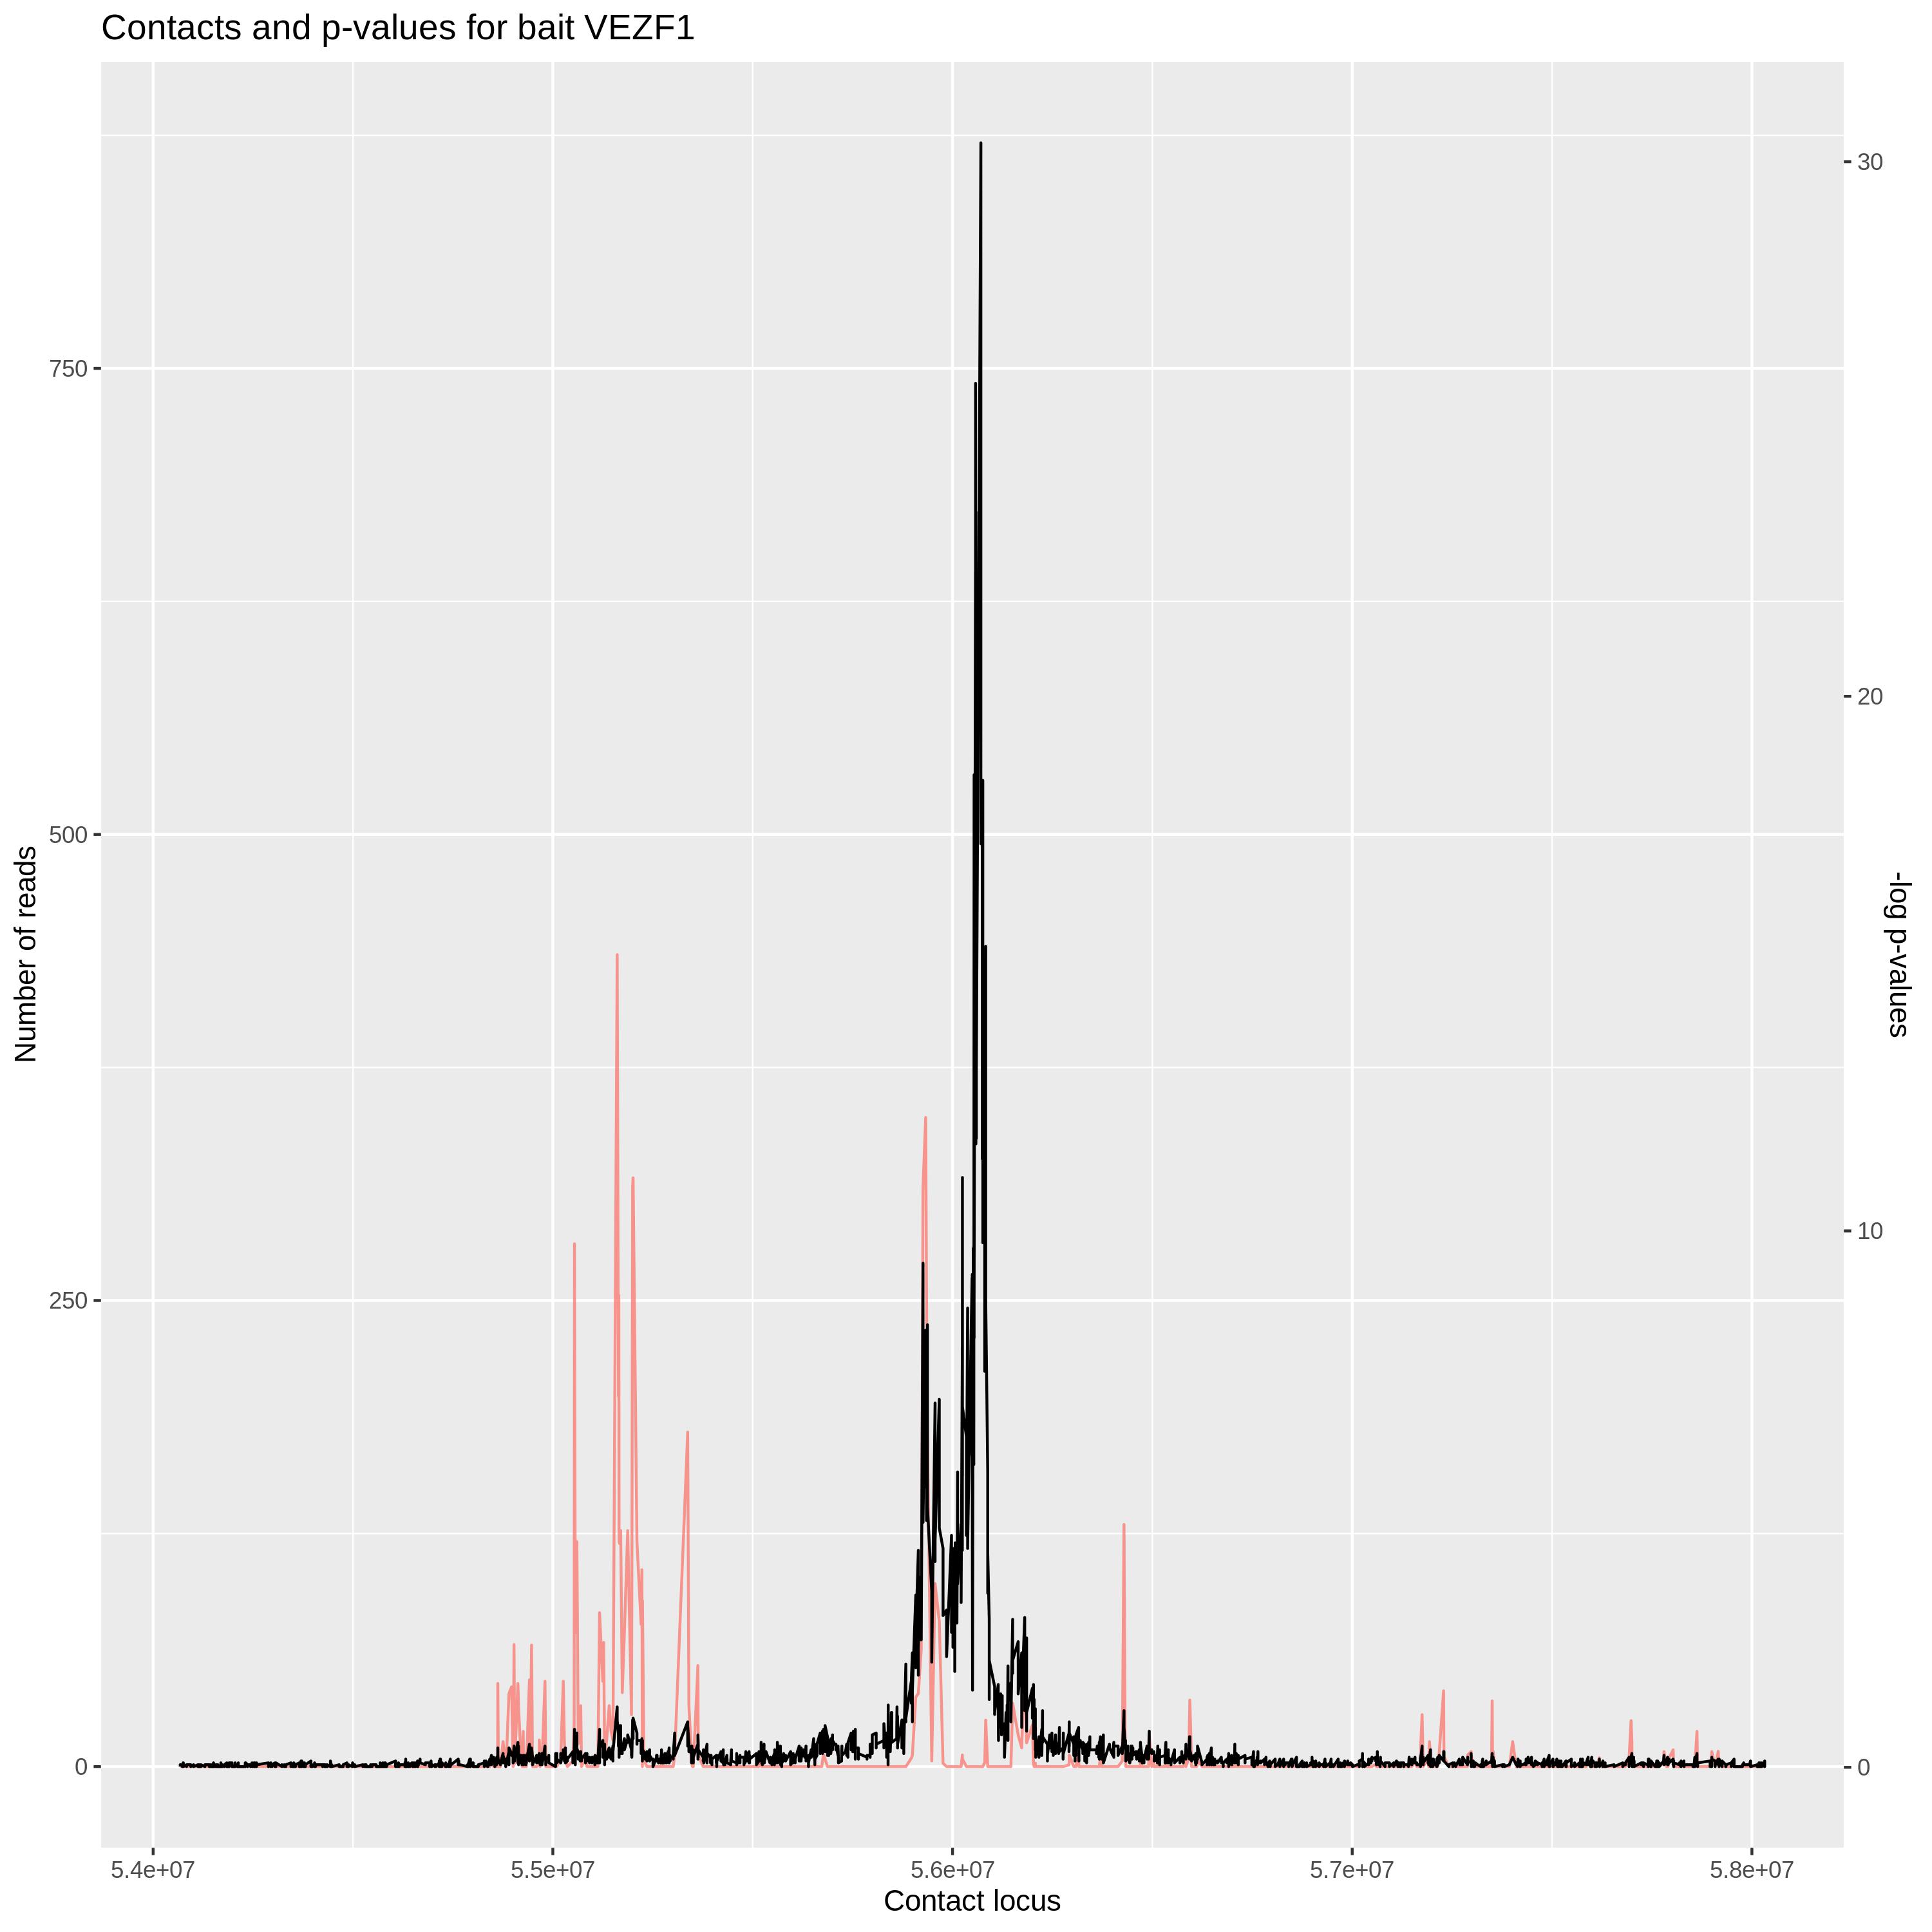 Contacts and p-values for bait VEZF1
Number of reads
750
500
250
0
30
20
10
0
-log p-values
5.4e+07
5.5e+07
5.6e+07
5.7e+07
5.8e+07
Contact locus